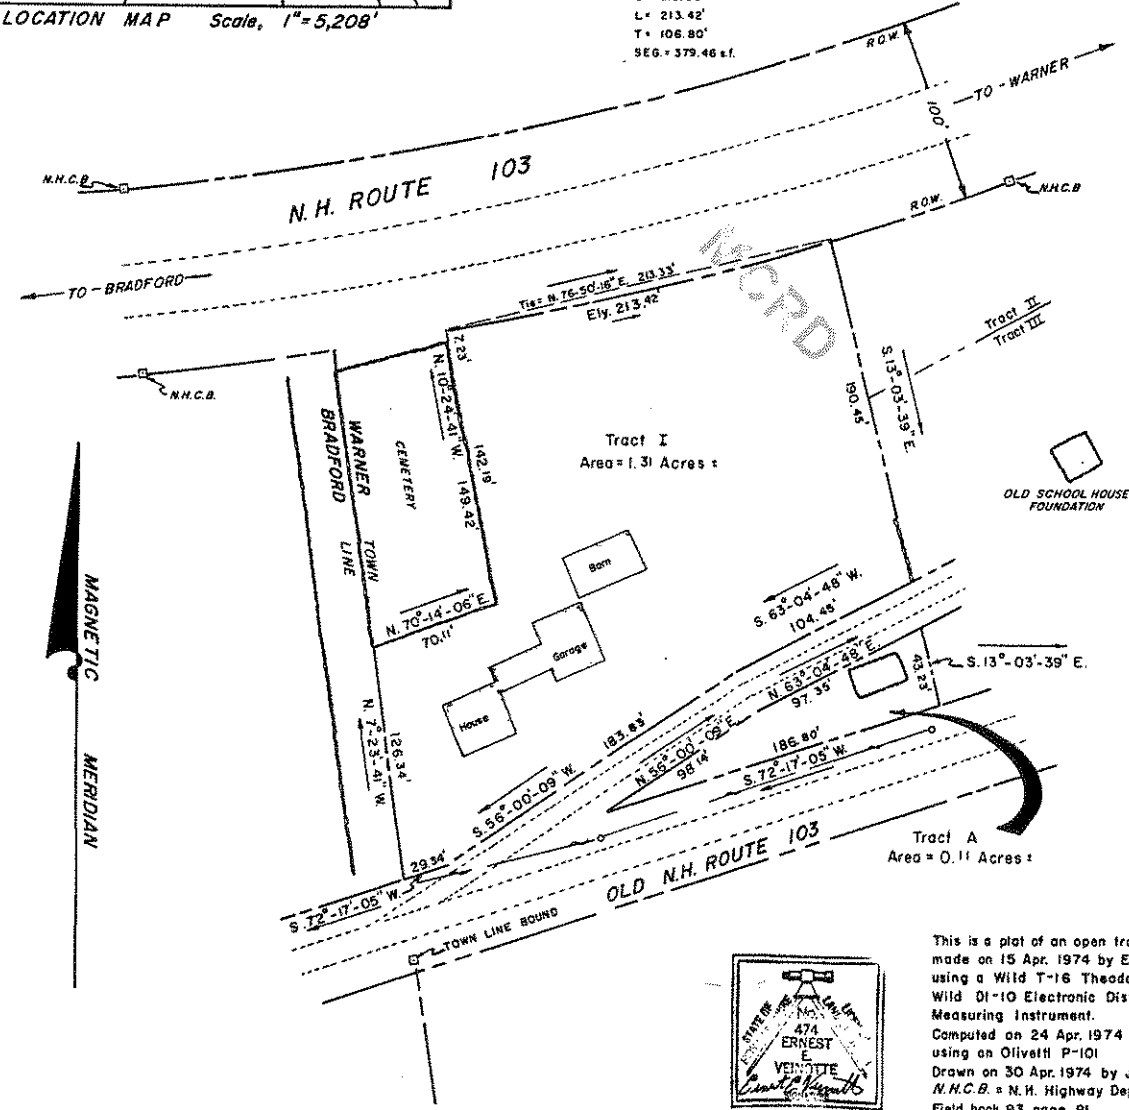 LOCATION MAP Scale, 1"=5,208'
L= 213.42'
T= 106.80'
SEG.= 379.46 s.f.
R.O.W.
TO WARNER
100'
N.H.C.B
N.H. ROUTE 103
N.H.C.B
R.O.W.
TO BRADFORD
Tie= N. 76-50-16" E. 213.33'
Ely. 213.42'
MCRD
Tract II
Tract III
7.23'
N. 10°-24'-41" W.
142.19'
149.42'
S. 13°-03'-39" E.
190.45'
N.H.C.B.
WARNER
BRADFORD
TOWN
LINE
CEMETERY
Tract I
Area = 1.31 Acres ±
OLD SCHOOL HOUSE
FOUNDATION
Barn
Garage
House
N. 70°-14'-06" E.
70.11'
S. 63°-04'-48" W.
104.45'
N. 63°-04'-48" E.
97.35'
S. 13°-03'-39" E.
43.23'
MAGNETIC MERIDIAN
N. 7°-23'-41" W.
126.34'
183.83'
S. 56°-00'-09" W.
N. 56°-00'-09" E.
98.14'
186.80'
S. 72°-17'-05" W.
29.34'
S. 72°-17'-05" W.
OLD N.H. ROUTE 103
TOWN LINE BOUND
Tract A
Area = 0.11 Acres ±
STATE OF
No.
474
ERNEST
E.
VEINOTTE
This is a plat of an open
made on 15 Apr. 1974 by
using a Wild T-16
Wild DI-10 Electronic
Measuring Instrument.
Computed on 24 Apr. 1974
using an Olivetti P-101
Drawn on 30 Apr. 1974 by
N.H.C.B. = N.H. Highway
Field book 93 page 91